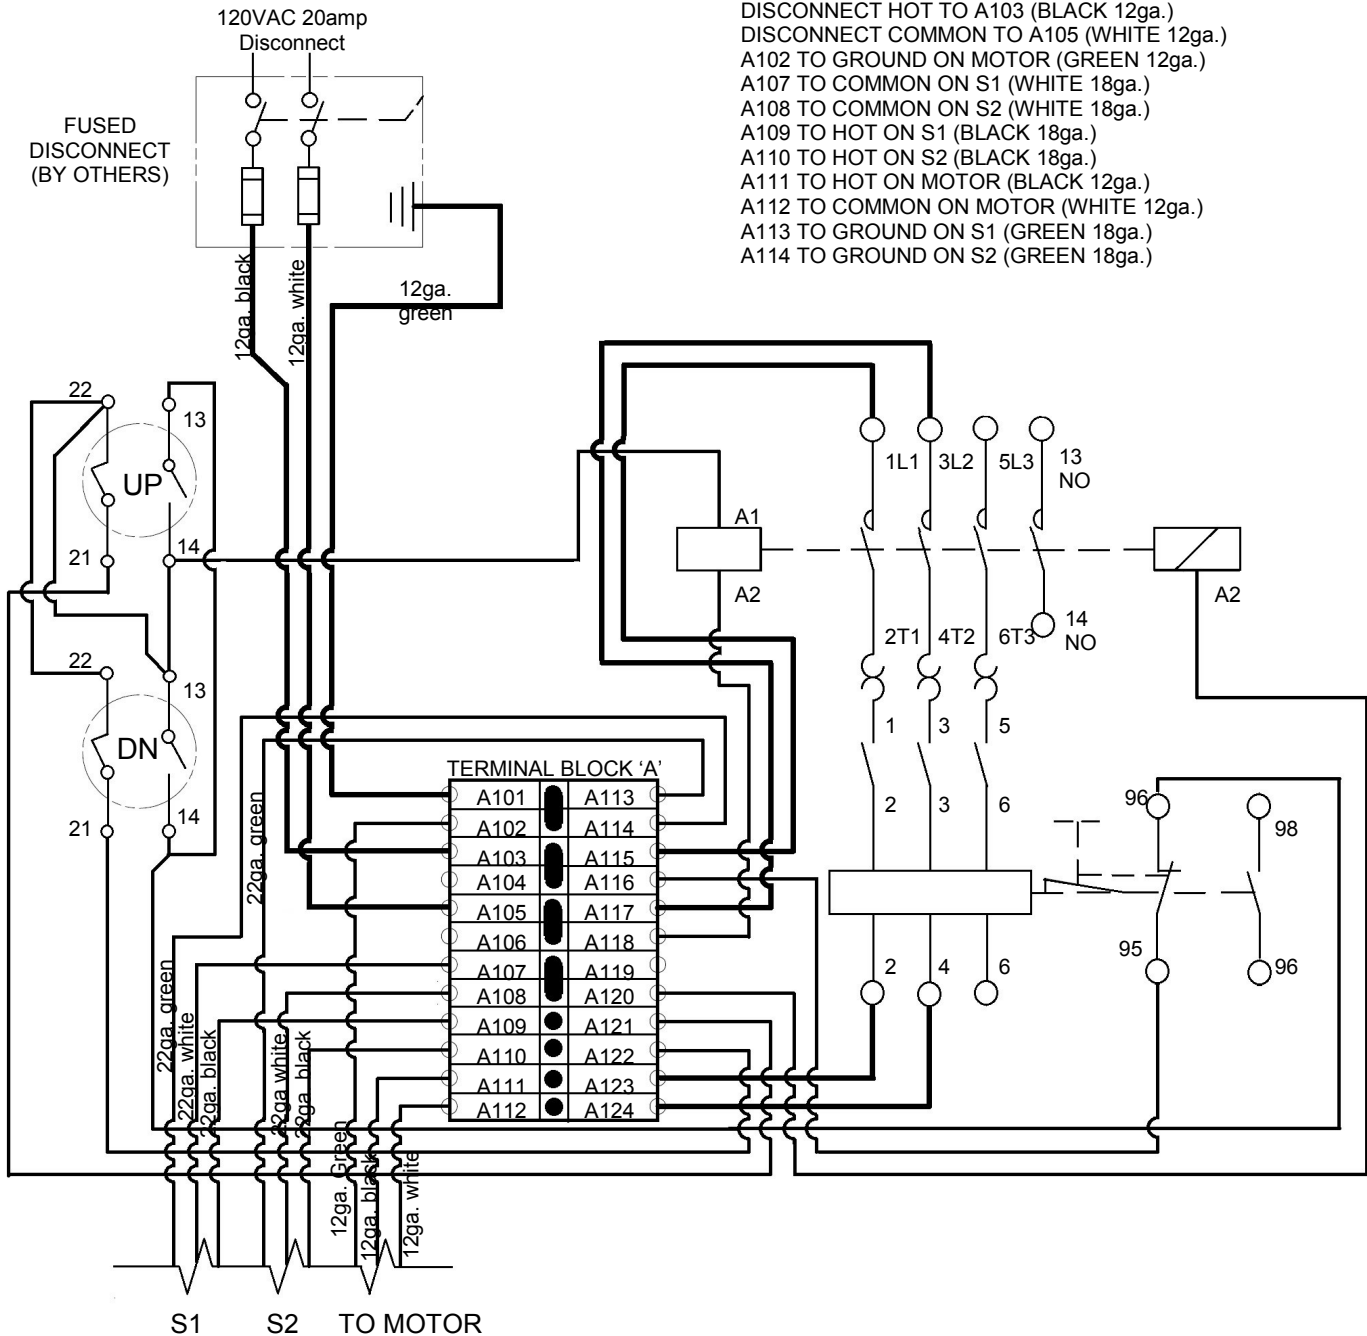 120VAC 20amp
Disconnect
FUSED
DISCONNECT
(BY OTHERS)
DISCONNECT HOT TO A103 (BLACK 12ga.)
DISCONNECT COMMON TO A105 (WHITE 12ga.)
A102 TO GROUND ON MOTOR (GREEN 12ga.)
A107 TO COMMON ON S1 (WHITE 18ga.)
A108 TO COMMON ON S2 (WHITE 18ga.)
A109 TO HOT ON S1 (BLACK 18ga.)
A110 TO HOT ON S2 (BLACK 18ga.)
A111 TO HOT ON MOTOR (BLACK 12ga.)
A112 TO COMMON ON MOTOR (WHITE 12ga.)
A113 TO GROUND ON S1 (GREEN 18ga.)
A114 TO GROUND ON S2 (GREEN 18ga.)
12ga. black
12ga. white
12ga.
green
22
13
UP
21
14
22
13
DN
21
14
A1
A2
1L1 3L2 5L3 13
NO
A2
2T1 4T2 6T3 14
NO
1 3 5
2 3 6
96
98
95
96
2 4 6
TERMINAL BLOCK 'A'
A101 A113
A102 A114
A103 A115
A104 A116
A105 A117
A106 A118
A107 A119
A108 A120
A109 A121
A110 A122
A111 A123
A112 A124
22ga. green
22ga. green
22ga. white
22ga. black
22ga white
22ga. black
12ga. Green
12ga. black
12ga. white
S1 S2 TO MOTOR